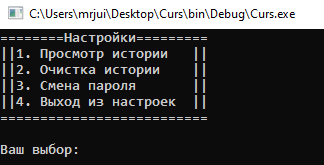 C:\Users\mrjui\Desktop\Curs\bin\Debug\Curs.exe
========Настройки=========
||1. Просмотр истории   ||
||2. Очистка истории    ||
||3. Смена пароля       ||
||4. Выход из настроек  ||
==========================
Ваш выбор: